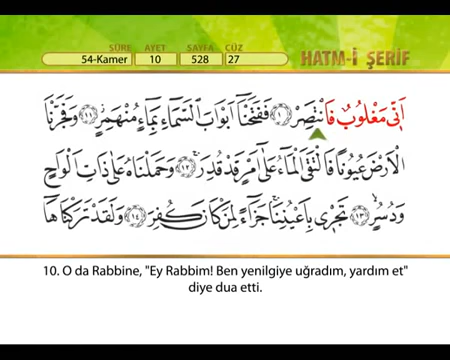 SÛRE AYET SAYFA CÜZ
54-Kamer 10 528 27
HATM-İ ŞERİF
اَنّ۪ي مَغْلُوبٌ فَانْتَصِرْ ﴿١٠﴾ فَفَتَحْنَٓا اَبْوَابَ السَّمَٓاءِ بِمَٓاءٍ مُنْهَمِرٍۘ ﴿١١﴾ وَفَجَّرْنَا
الْاَرْضَ عُيُونًا فَالْتَقَى الْمَٓاءُ عَلٰٓى اَمْرٍ قَدْ قُدِرَۚ ﴿١٢﴾ وَحَمَلْنَاهُ عَلٰى ذَاتِ اَلْوَاحٍ
وَدُسُرٍۙ ﴿١٣﴾ تَجْر۪ي بِاَعْيُنِنَاۚ جَزَٓاءً لِمَنْ كَانَ كُفِرَ ﴿١٤﴾ وَلَقَدْ تَرَكْنَاهَٓا
10. O da Rabbine, "Ey Rabbim! Ben yenilgiye uğradım, yardım et"
diye dua etti.